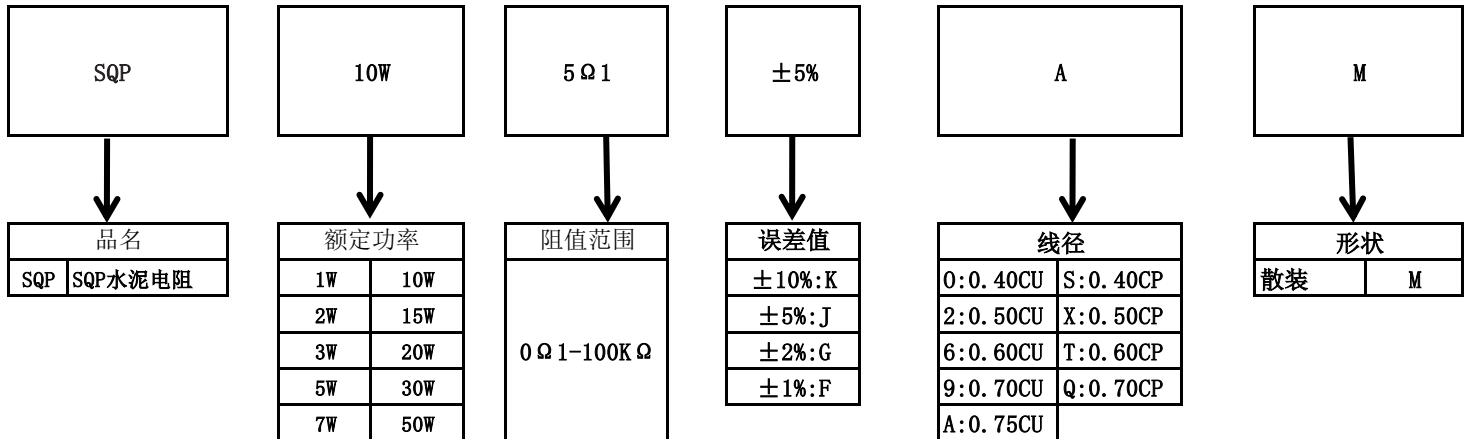 SQP 10W 5Ω1 ±5% A M
品名 额定功率 阻值范围 误差值 线径 形状
SQP SQP水泥电阻 1W 10W ±10%:K 0:0.40CU S:0.40CP 散装 M
2W 15W ±5%:J 2:0.50CU X:0.50CP
3W 20W 0Ω1-100KΩ ±2%:G 6:0.60CU T:0.60CP
5W 30W ±1%:F 9:0.70CU Q:0.70CP
7W 50W A:0.75CU